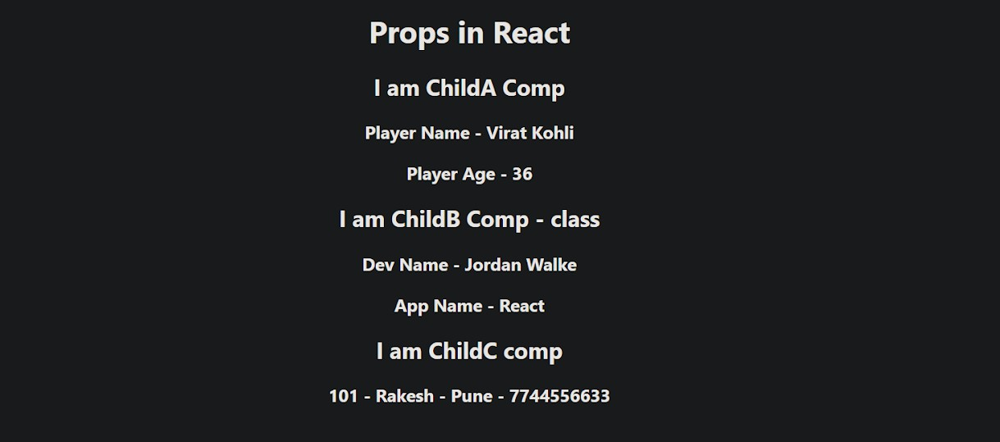 Props in React
I am ChildA Comp
Player Name - Virat Kohli
Player Age - 36
I am ChildB Comp - class
Dev Name - Jordan Walke
App Name - React
I am ChildC comp
101 - Rakesh - Pune - 7744556633